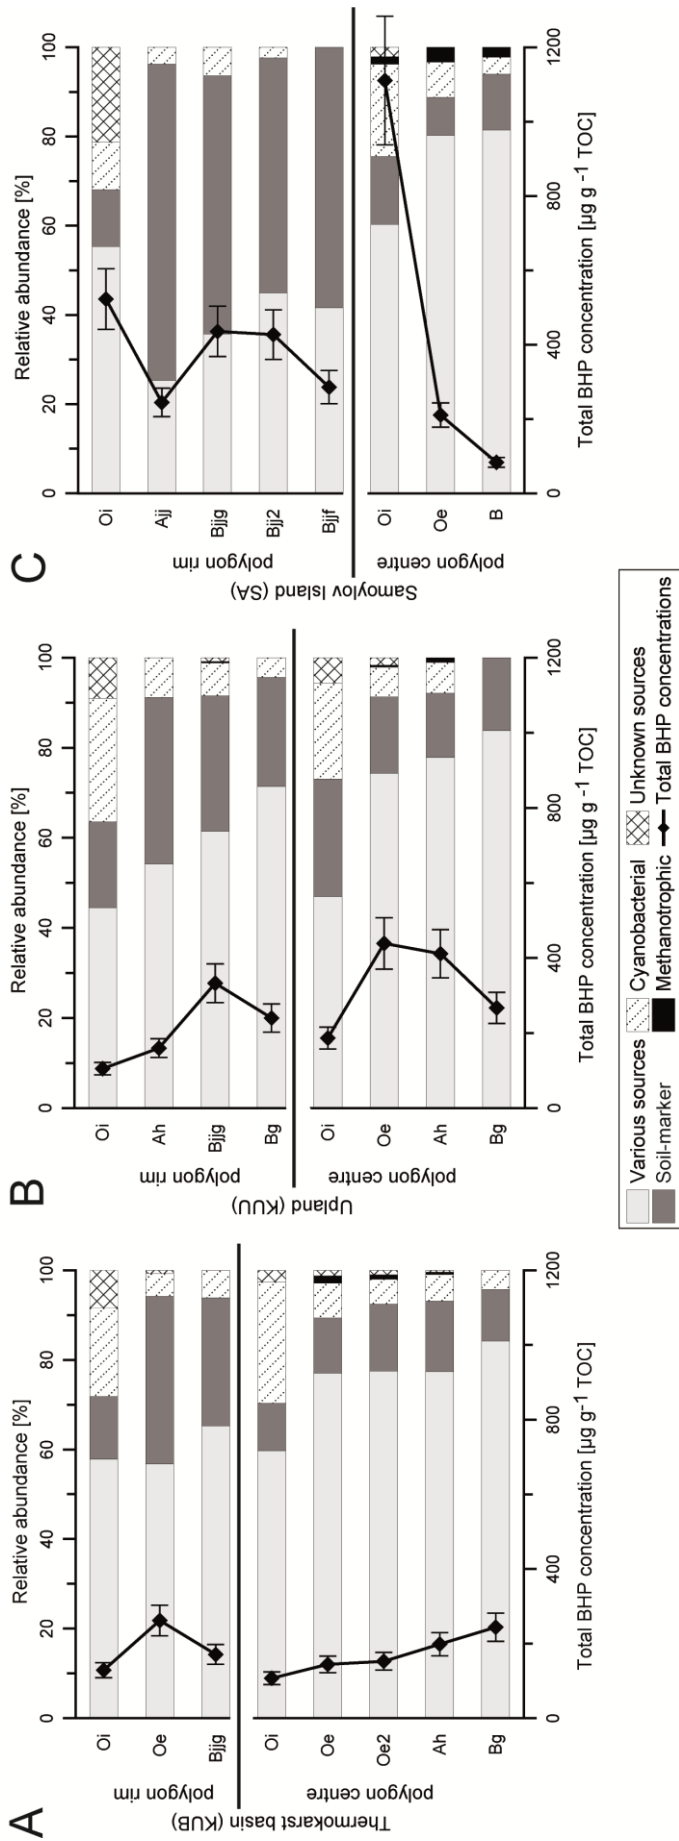 A
Relative abundance [%]
0 20 40 60 80 100
Thermokarst basin (KUB)
polygon rim
Oi
Oe
Bjjg
polygon centre
Oi
Oe
Oe2
Ah
Bg
0 400 800 1200
Total BHP concentration [µg g⁻¹ TOC]
B
Relative abundance [%]
0 20 40 60 80 100
Upland (KUU)
polygon rim
Oi
Ah
Bjjg
Bg
polygon centre
Oi
Oe
Ah
Bg
0 400 800 1200
Total BHP concentration [µg g⁻¹ TOC]
C
Relative abundance [%]
0 20 40 60 80 100
Samoylov Island (SA)
polygon rim
Oi
Ajj
Bjjg
Bjj2
Bjjf
polygon centre
Oi
Oe
B
0 400 800 1200
Total BHP concentration [µg g⁻¹ TOC]
Various sources Cyanobacterial Unknown sources
Soil-marker Methanotrophic Total BHP concentrations